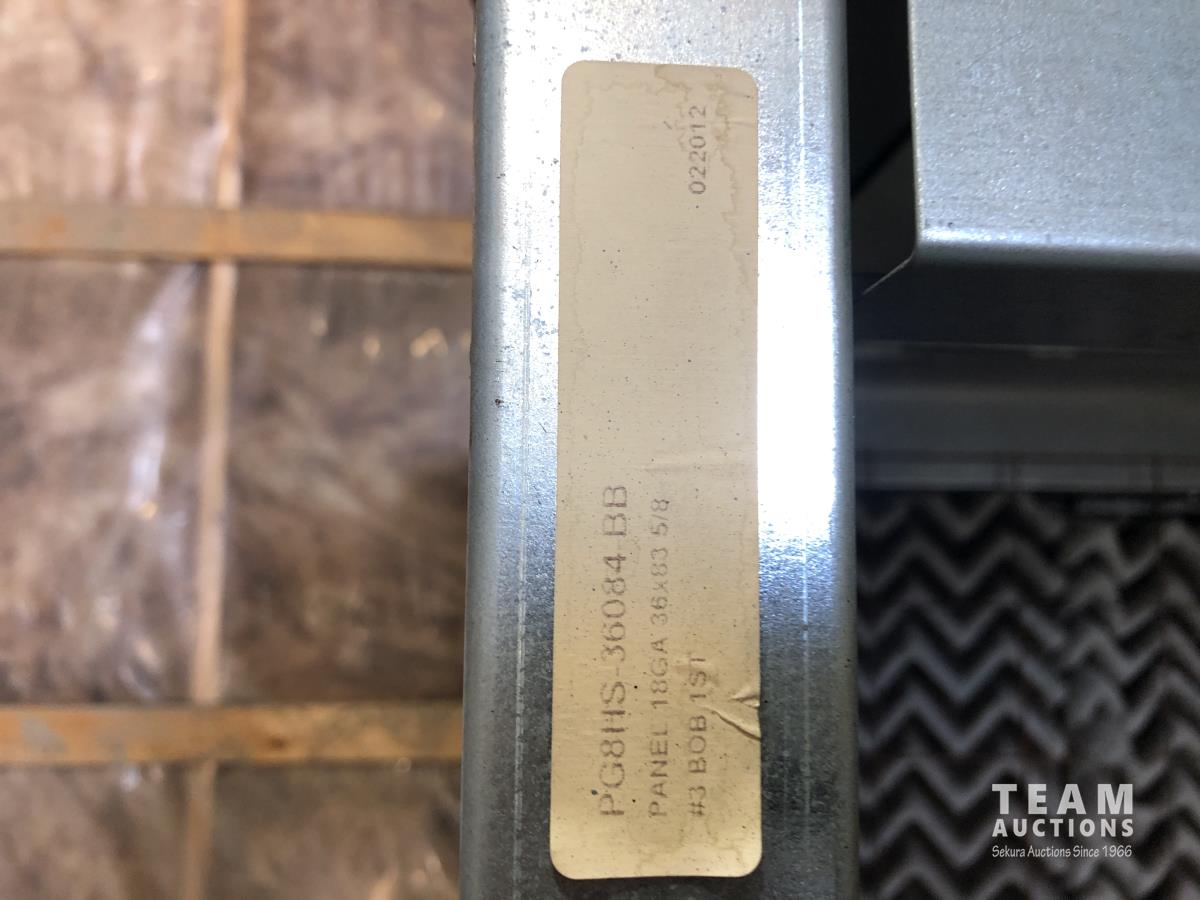 PG8HS-36084-BB
PANEL 18GA 36x83 5/8
#3 BOB 1ST
022012
TEAM
AUCTIONS
Sekura Auctions Since 1966